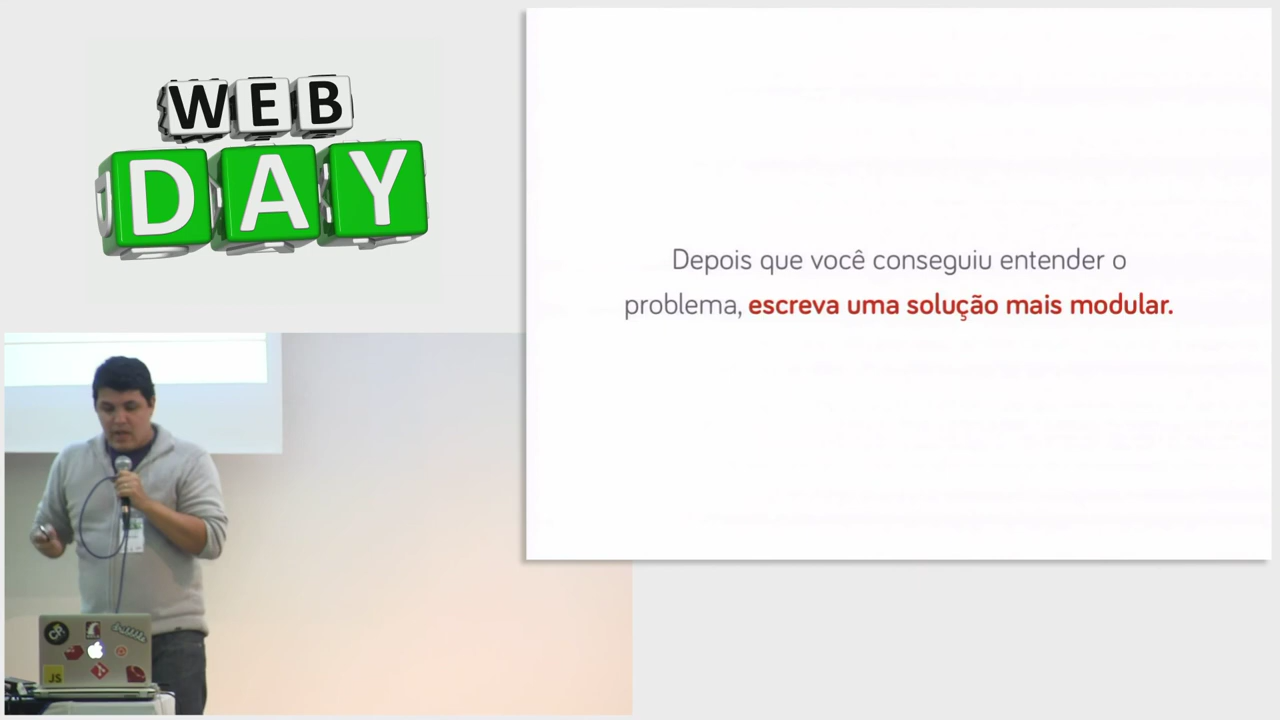 WEB
DAY
Depois que você conseguiu entender o
problema, escreva uma solução mais modular.
JS